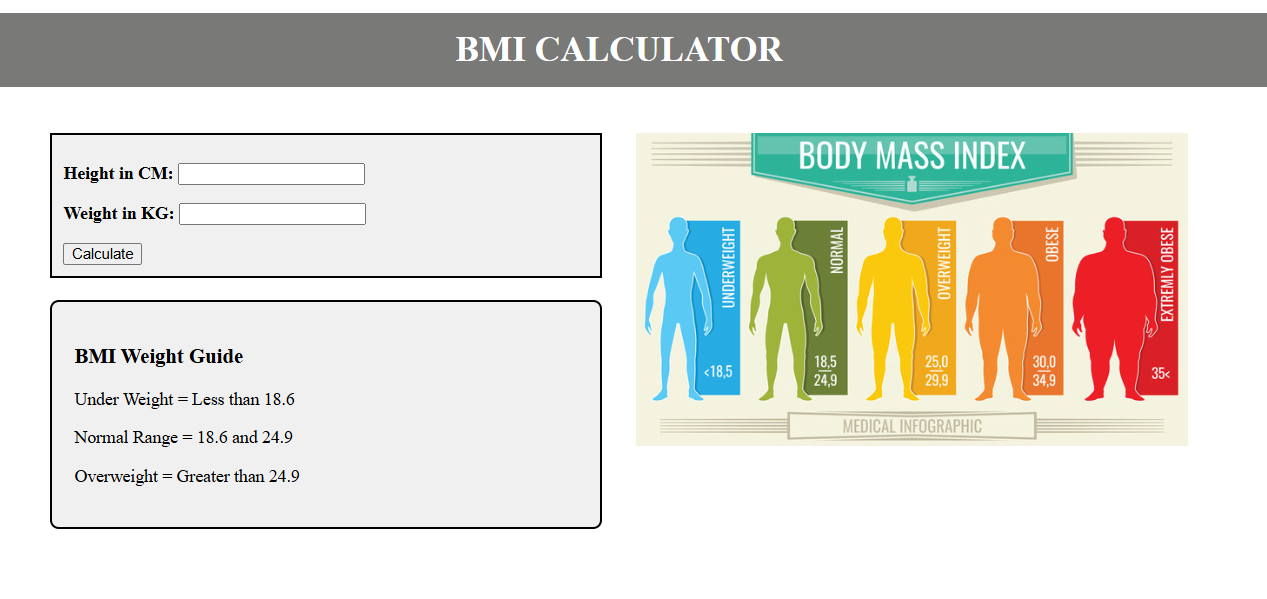 BMI CALCULATOR
Height in CM:
Weight in KG:
Calculate
BMI Weight Guide
Under Weight = Less than 18.6
Normal Range = 18.6 and 24.9
Overweight = Greater than 24.9
BODY MASS INDEX
UNDERWEIGHT
<18,5
NORMAL
18,5
24,9
OVERWEIGHT
25,0
29,9
OBESE
30,0
34,9
EXTREMLY OBESE
35<
MEDICAL INFOGRAPHIC